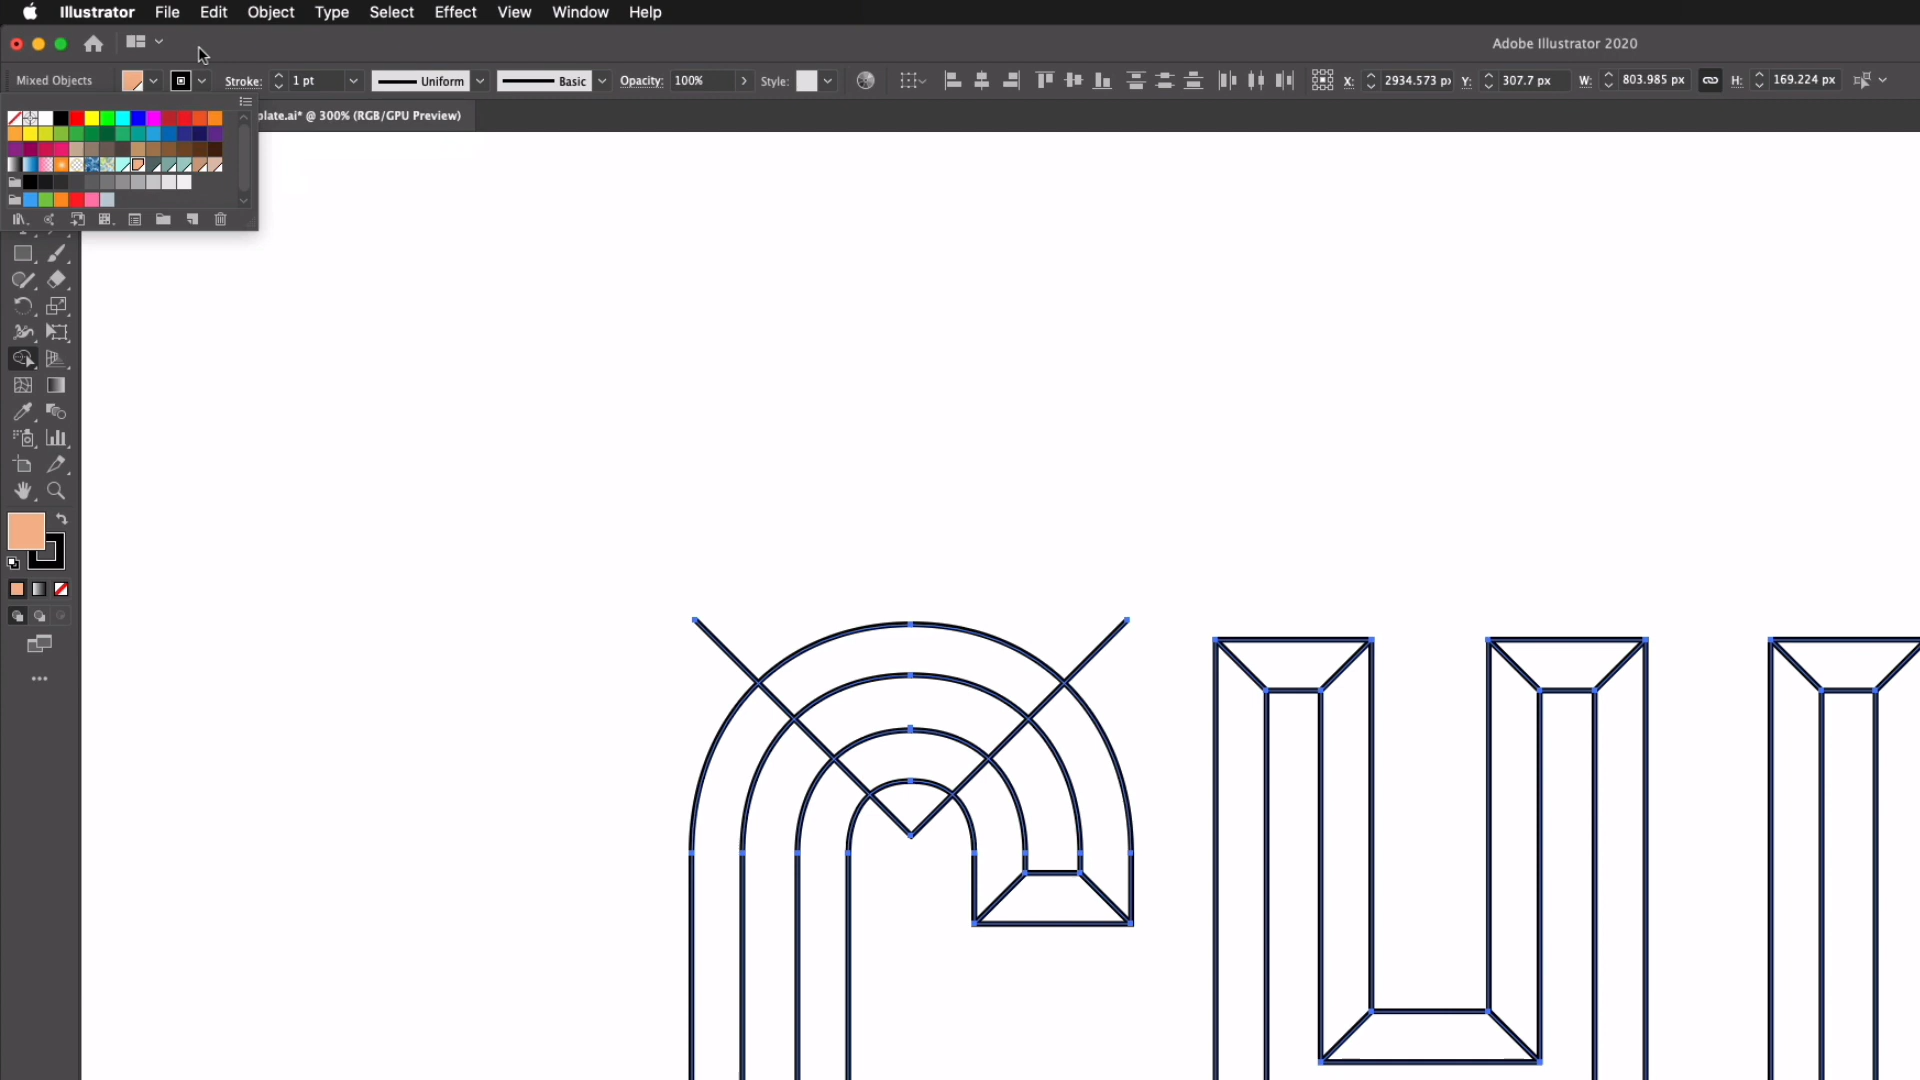 Illustrator File Edit Object Type Select Effect View Window Help
Adobe Illustrator 2020
Mixed Objects Stroke: 1 pt Uniform Basic Opacity: 100% Style: X: 2934.573 px Y: 307.7 px W: 803.985 px H: 169.224 px
plate.ai* @ 300% (RGB/GPU Preview)